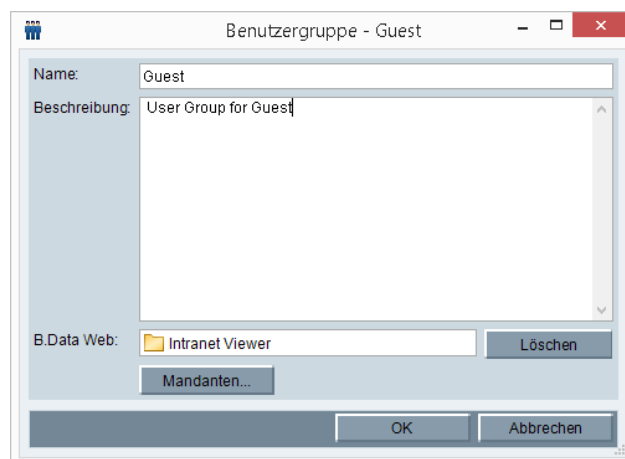 Benutzergruppe - Guest
Name: Guest
Beschreibung: User Group for Guest
B.Data Web: Intranet Viewer Löschen
Mandanten...
OK Abbrechen